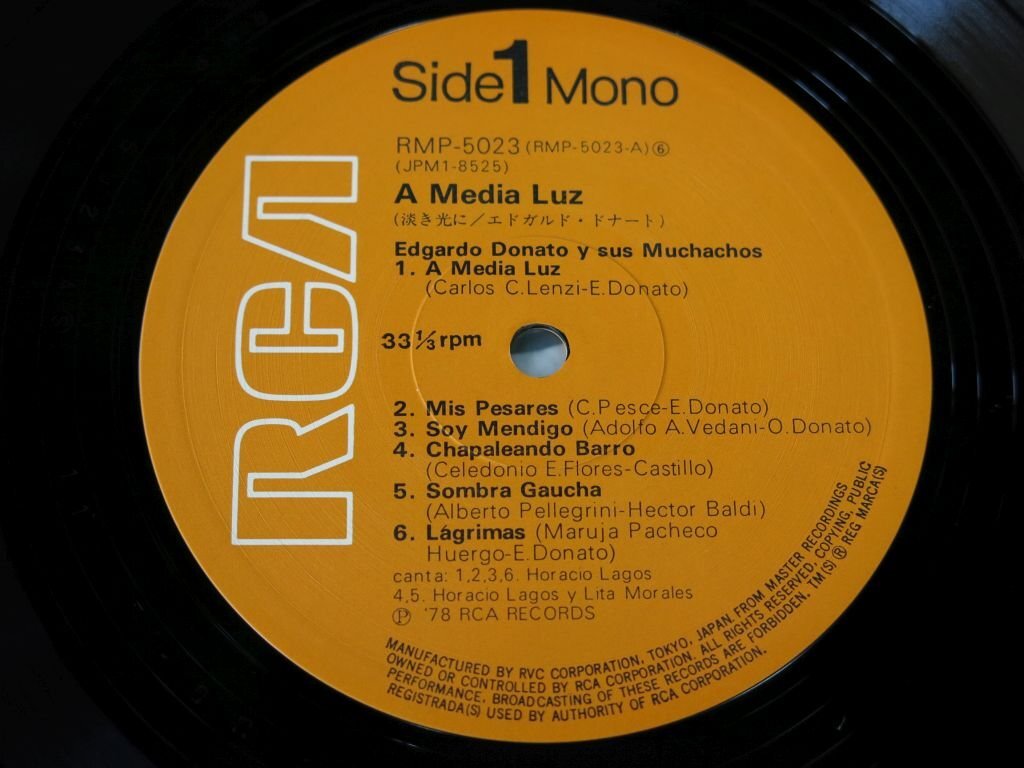 Side 1 Mono
RMP-5023 (RMP-5023-A) ⑥
(JPM1-8525)
A Media Luz
(淡き光に／エドガルド・ドナート)
Edgardo Donato y sus Muchachos
1. A Media Luz
(Carlos C.Lenzi-E.Donato)
33⅓rpm
2. Mis Pesares (C.Pesce-E.Donato)
3. Soy Mendigo (Adolfo A.Vedani-O.Donato)
4. Chapaleando Barro
(Celedonio E.Flores-Castillo)
5. Sombra Gaucha
(Alberto Pellegrini-Hector Baldi)
6. Lágrimas (Maruja Pacheco
Huergo-E.Donato)
canta: 1,2,3,6. Horacio Lagos
4,5. Horacio Lagos y Lita Morales
Ⓟ '78 RCA RECORDS
RCA
MANUFACTURED BY RVC CORPORATION, TOKYO, JAPAN FROM MASTER RECORDINGS
OWNED OR CONTROLLED BY RCA CORPORATION. ALL RIGHTS RESERVED, COPYING, PUBLIC
PERFORMANCE, BROADCASTING OF THESE RECORDS ARE FORBIDDEN. TM(S) ® REG MARCA(S)
REGISTRADA(S) USED BY AUTHORITY OF RCA CORPORATION.